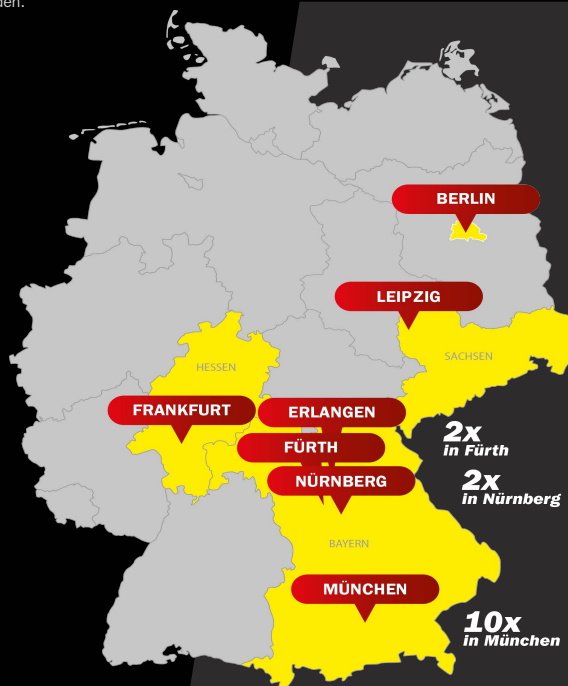 den.
BERLIN
LEIPZIG
SACHSEN
HESSEN
FRANKFURT
ERLANGEN
FÜRTH
2x
in Fürth
NÜRNBERG
2x
in Nürnberg
BAYERN
MÜNCHEN
10x
in München